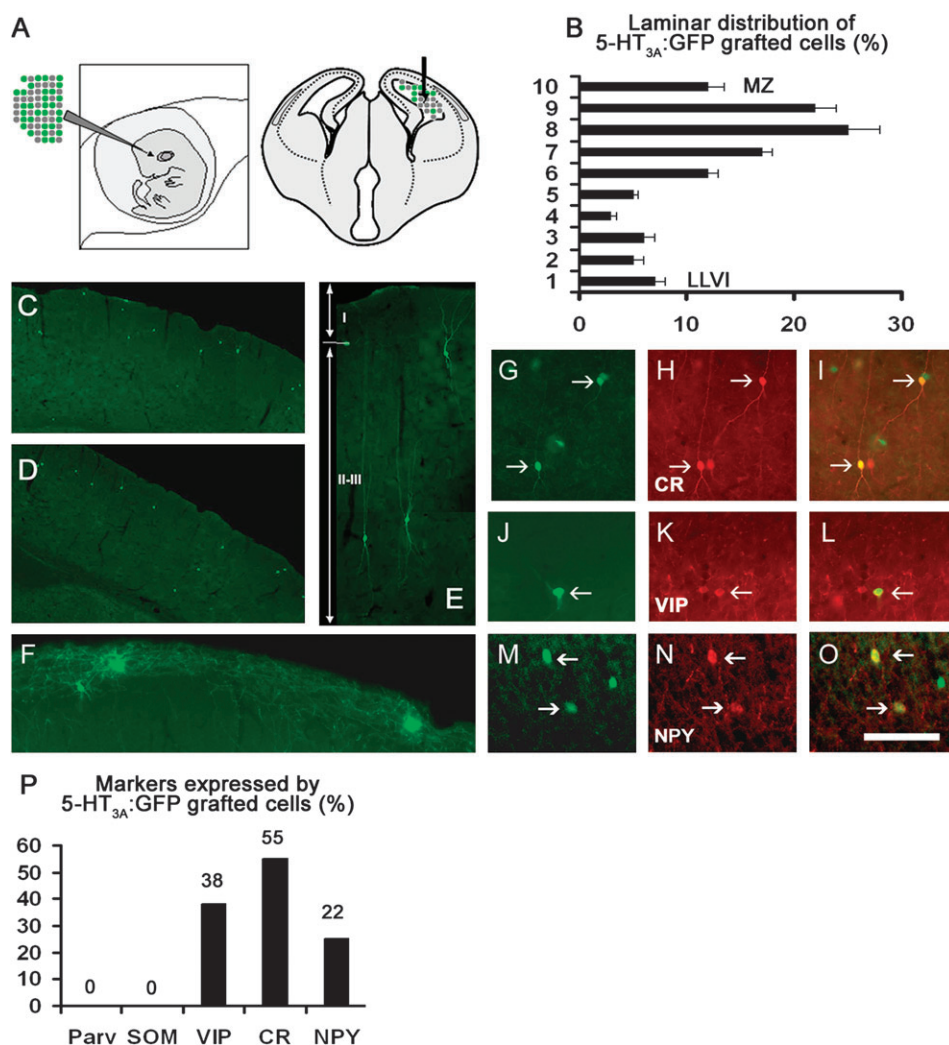 A
B
Laminar distribution of
5-HT3A:GFP grafted cells (%)
10
MZ
9
8
7
6
5
4
3
2
1
LLVI
0 10 20 30
C
D
I
II-III
E
F
G
H
CR
I
J
K
VIP
L
M
N
NPY
O
P
Markers expressed by
5-HT3A:GFP grafted cells (%)
60
50
40
30
20
10
0
0 0 38 55 22
Parv SOM VIP CR NPY